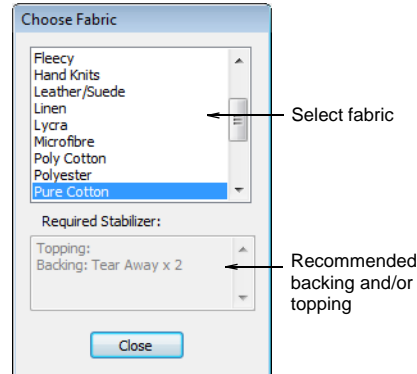 Choose Fabric
Fleecy
Hand Knits
Leather/Suede
Linen
Lycra
Microfibre
Poly Cotton
Polyester
Pure Cotton
Select fabric
Required Stabilizer:
Topping:
Backing: Tear Away x 2
Recommended
backing and/or
topping
Close